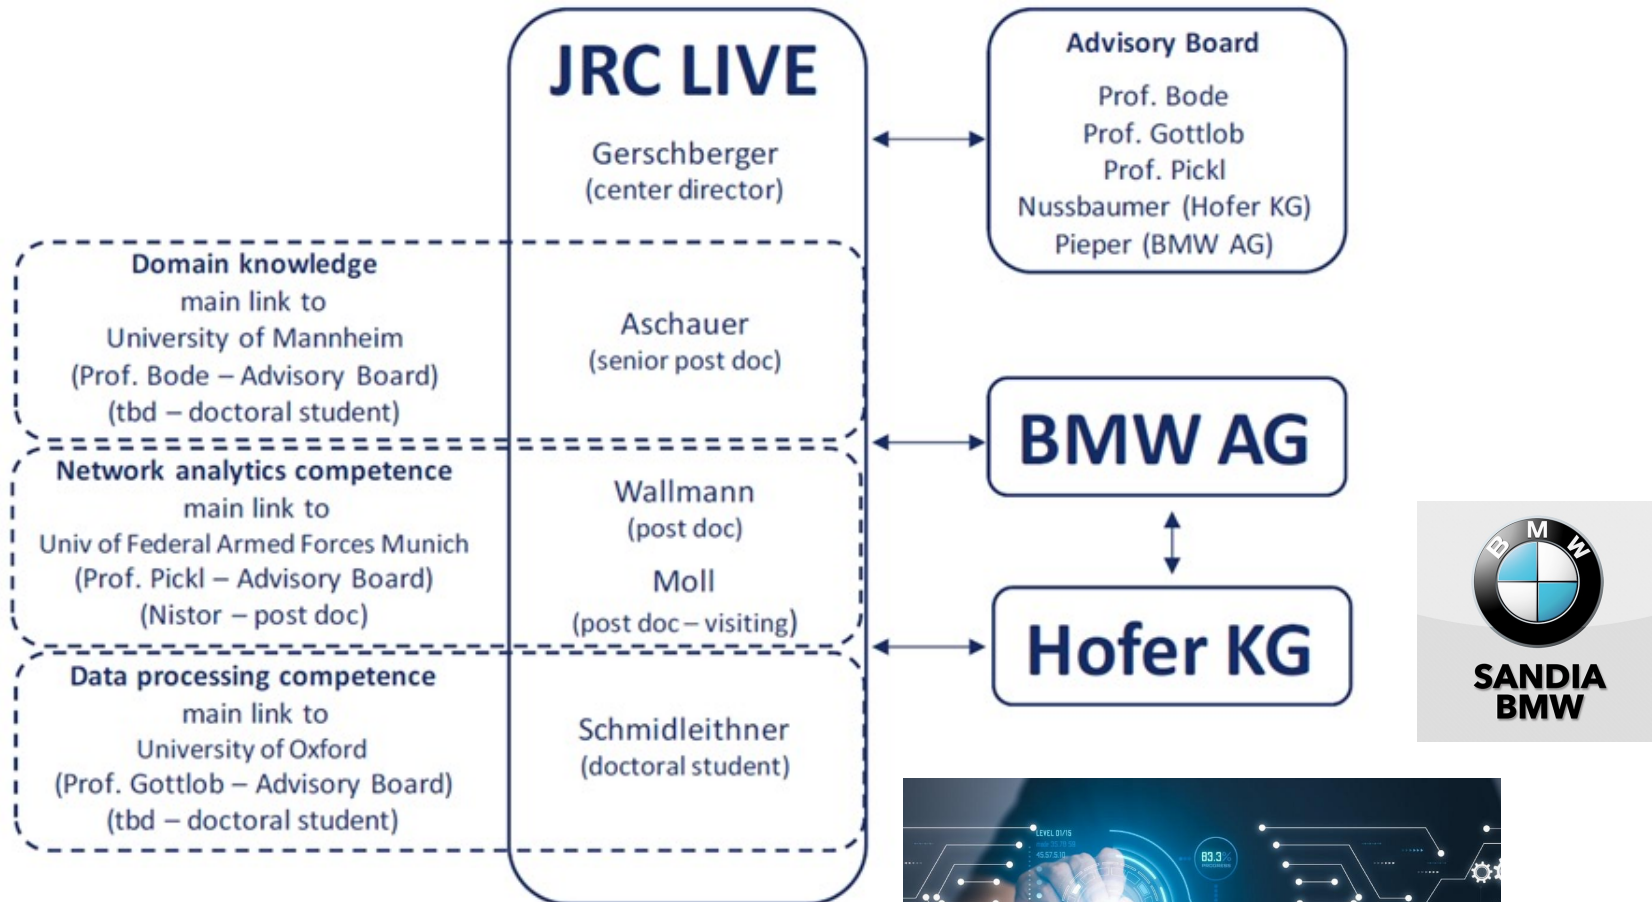 JRC LIVE
Gerschberger
(center director)
Advisory Board
Prof. Bode
Prof. Gottlob
Prof. Pickl
Nussbaumer (Hofer KG)
Pieper (BMW AG)
Domain knowledge
main link to
University of Mannheim
(Prof. Bode – Advisory Board)
(tbd – doctoral student)
Aschauer
(senior post doc)
Network analytics competence
main link to
Univ of Federal Armed Forces Munich
(Prof. Pickl – Advisory Board)
(Nistor – post doc)
Wallmann
(post doc)
Moll
(post doc – visiting)
Data processing competence
main link to
University of Oxford
(Prof. Gottlob – Advisory Board)
(tbd – doctoral student)
Schmidleithner
(doctoral student)
BMW AG
Hofer KG
BMW
SANDIA
BMW
LEVEL 01/15
83.3%
PROGRESS